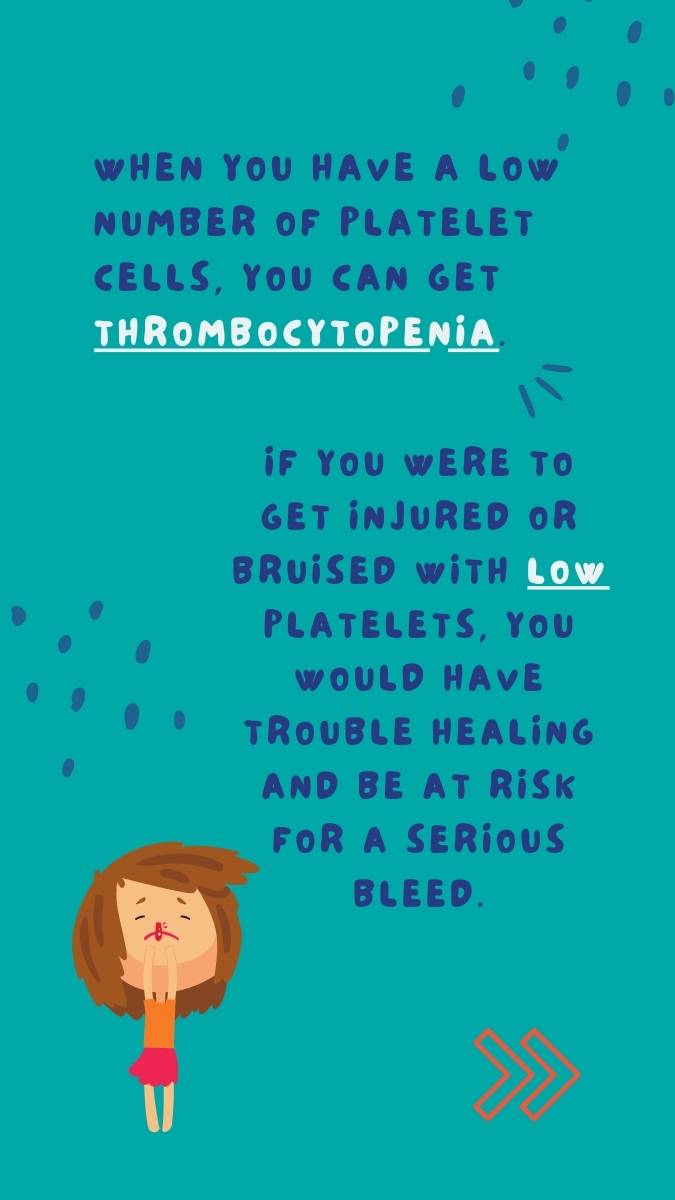 WHEN YOU HAVE A LOW
NUMBER OF PLATELET
CELLS, YOU CAN GET
THROMBOCYTOPENIA.
IF YOU WERE TO
GET INJURED OR
BRUISED WITH LOW
PLATELETS, YOU
WOULD HAVE
TROUBLE HEALING
AND BE AT RISK
FOR A SERIOUS
BLEED.